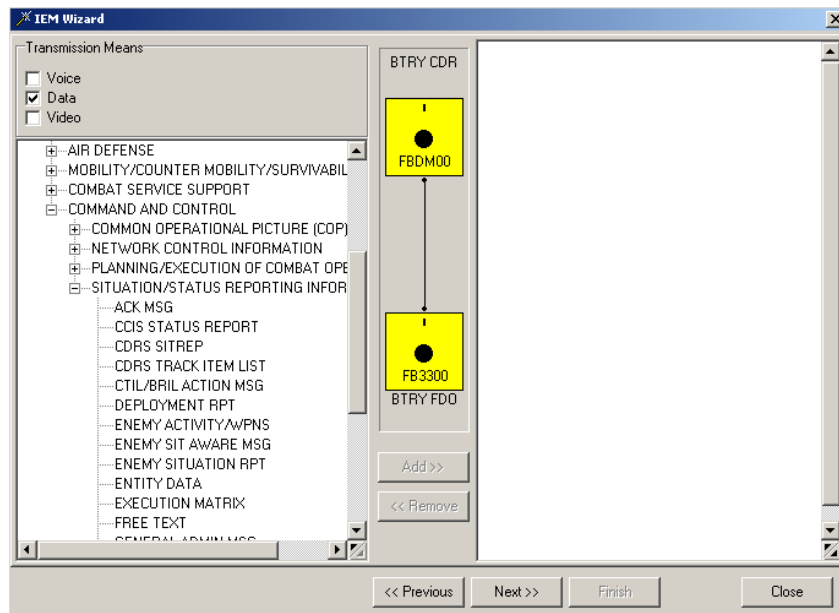 IEM Wizard
Transmission Means
Voice
Data
Video
AIR DEFENSE
MOBILITY/COUNTER MOBILITY/SURVIVABIL
COMBAT SERVICE SUPPORT
COMMAND AND CONTROL
COMMON OPERATIONAL PICTURE (COP)
NETWORK CONTROL INFORMATION
PLANNING/EXECUTION OF COMBAT OPE
SITUATION/STATUS REPORTING INFOR
ACK MSG
CCIS STATUS REPORT
CDRS SITREP
CDRS TRACK ITEM LIST
CTIL/BRIL ACTION MSG
DEPLOYMENT RPT
ENEMY ACTIVITY/WPNS
ENEMY SIT AWARE MSG
ENEMY SITUATION RPT
ENTITY DATA
EXECUTION MATRIX
FREE TEXT
GENERAL ADMIN MSG
BTRY CDR
I
FBDM00
I
FB3300
BTRY FDO
Add >>
<< Remove
<< Previous
Next >>
Finish
Close